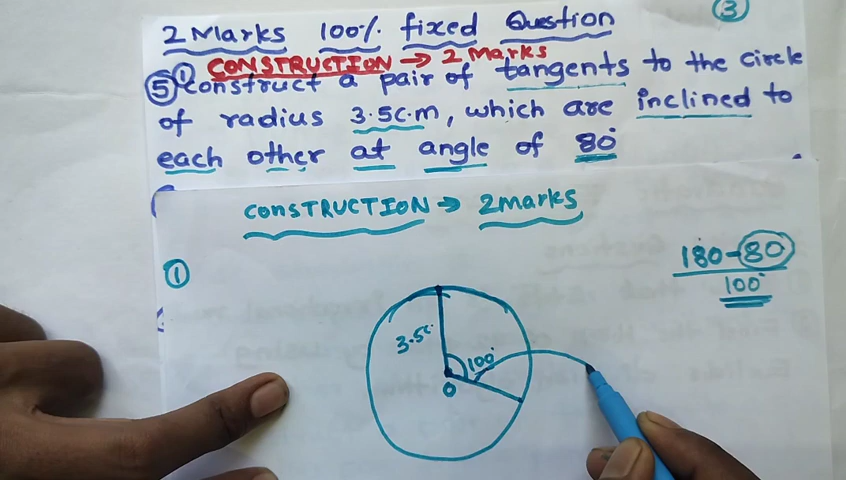 ③
2 Marks 100% fixed Question
① CONSTRUCTION → 2 Marks
⑤ construct a pair of tangents to the circle
of radius 3.5C.m, which are inclined to
each other at angle of 80°
CONSTRUCTION → 2marks
①
180-80
100°
3.5c.
100°
O